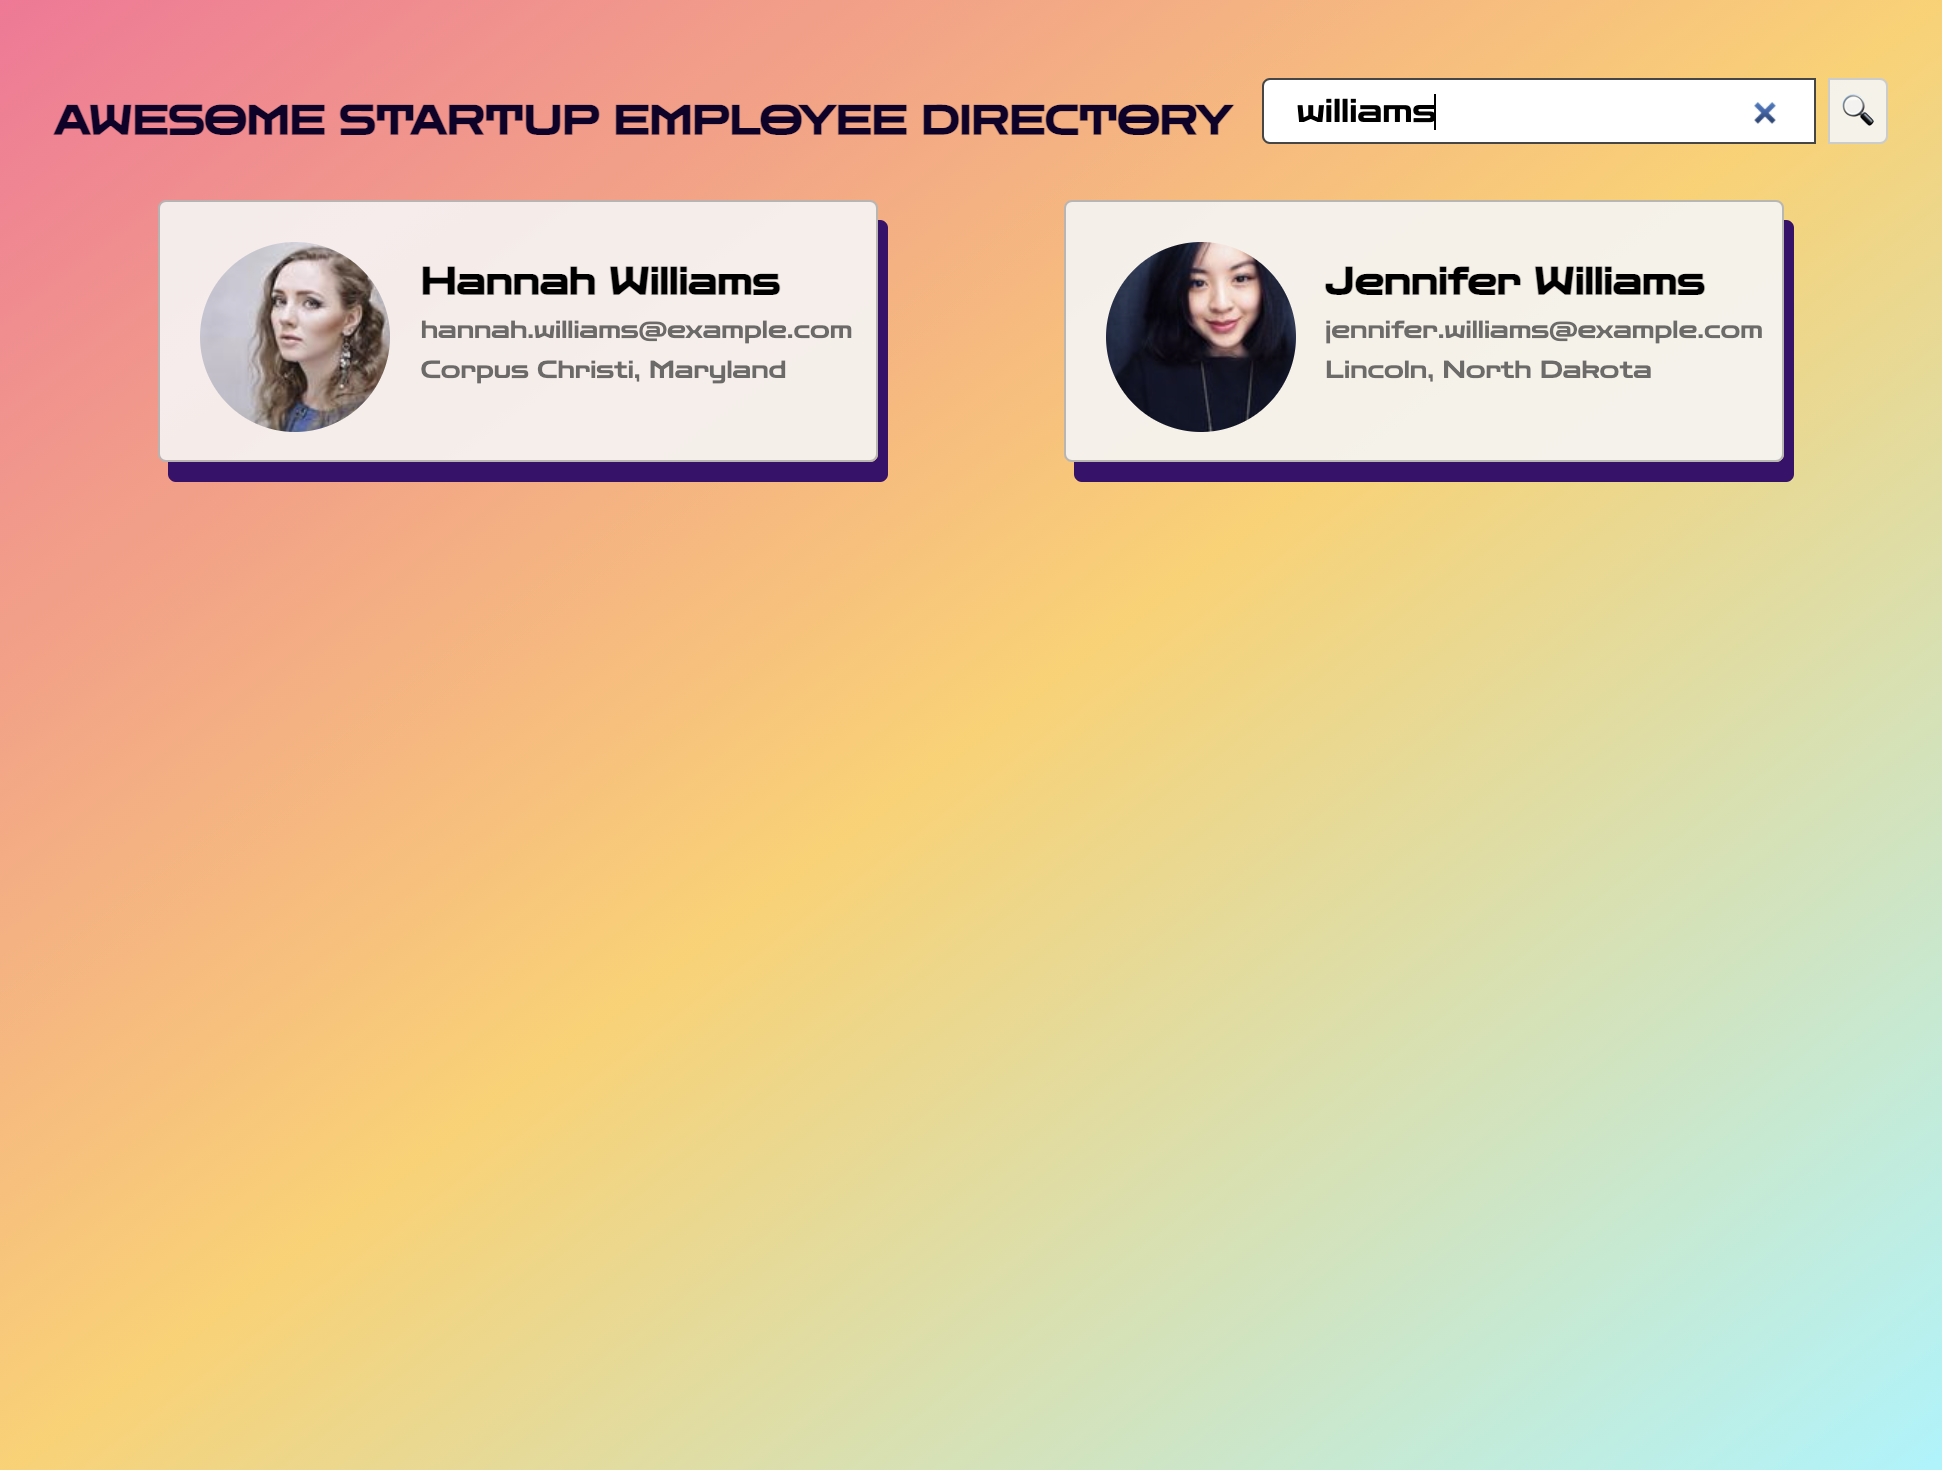 AWESOME STARTUP EMPLOYEE DIRECTORY
williams
Hannah Williams
hannah.williams@example.com
Corpus Christi, Maryland
Jennifer Williams
jennifer.williams@example.com
Lincoln, North Dakota